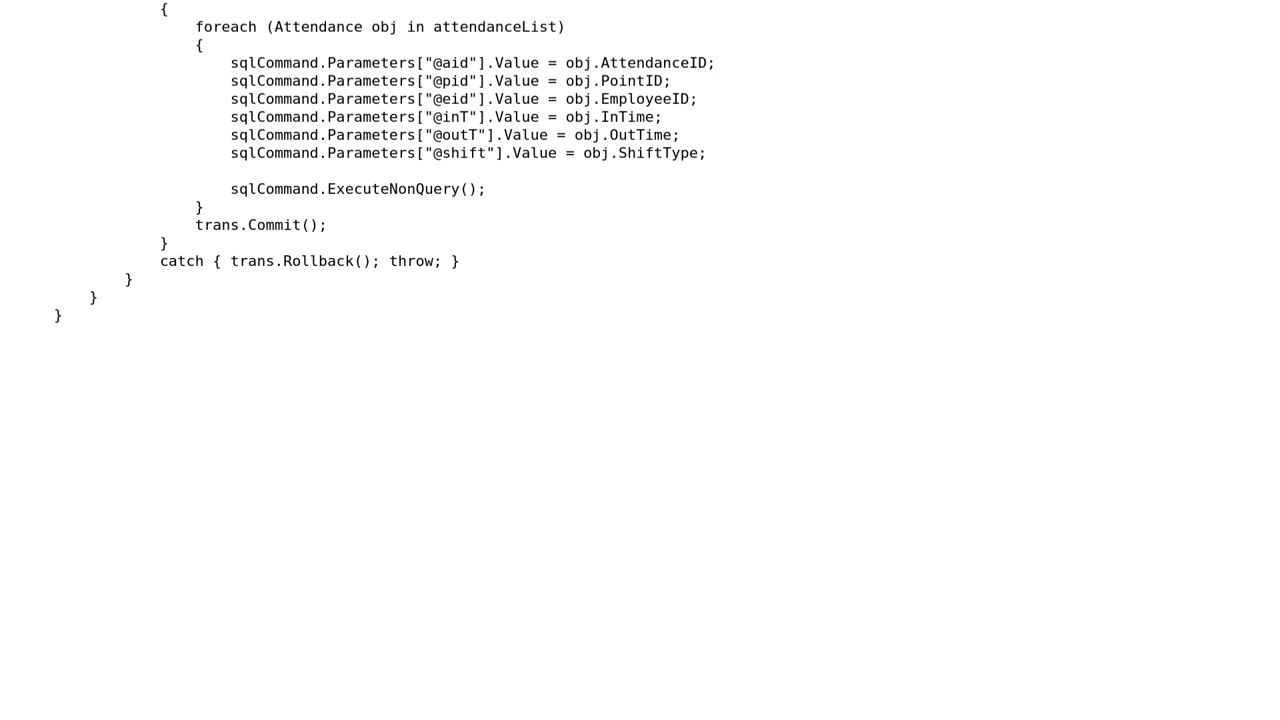 {
foreach (Attendance obj in attendanceList)
{
sqlCommand.Parameters["@aid"].Value = obj.AttendanceID;
sqlCommand.Parameters["@pid"].Value = obj.PointID;
sqlCommand.Parameters["@eid"].Value = obj.EmployeeID;
sqlCommand.Parameters["@inT"].Value = obj.InTime;
sqlCommand.Parameters["@outT"].Value = obj.OutTime;
sqlCommand.Parameters["@shift"].Value = obj.ShiftType;
sqlCommand.ExecuteNonQuery();
}
trans.Commit();
}
catch { trans.Rollback(); throw; }
}
}
}